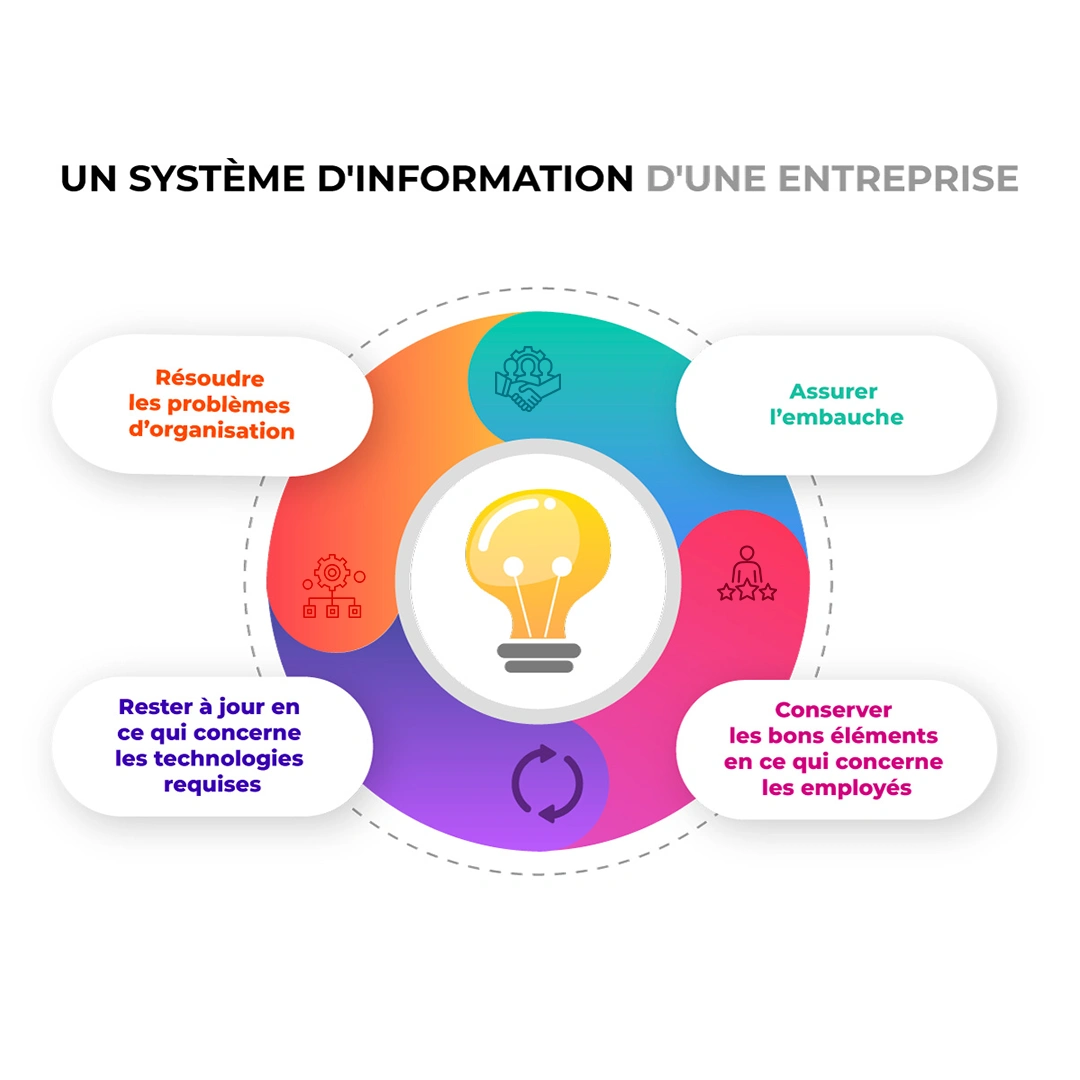 UN SYSTÈME D'INFORMATION D'UNE ENTREPRISE
Résoudre
les problèmes
d’organisation
Assurer
l’embauche
Rester à jour en
ce qui concerne
les technologies
requises
Conserver
les bons éléments
en ce qui concerne
les employés